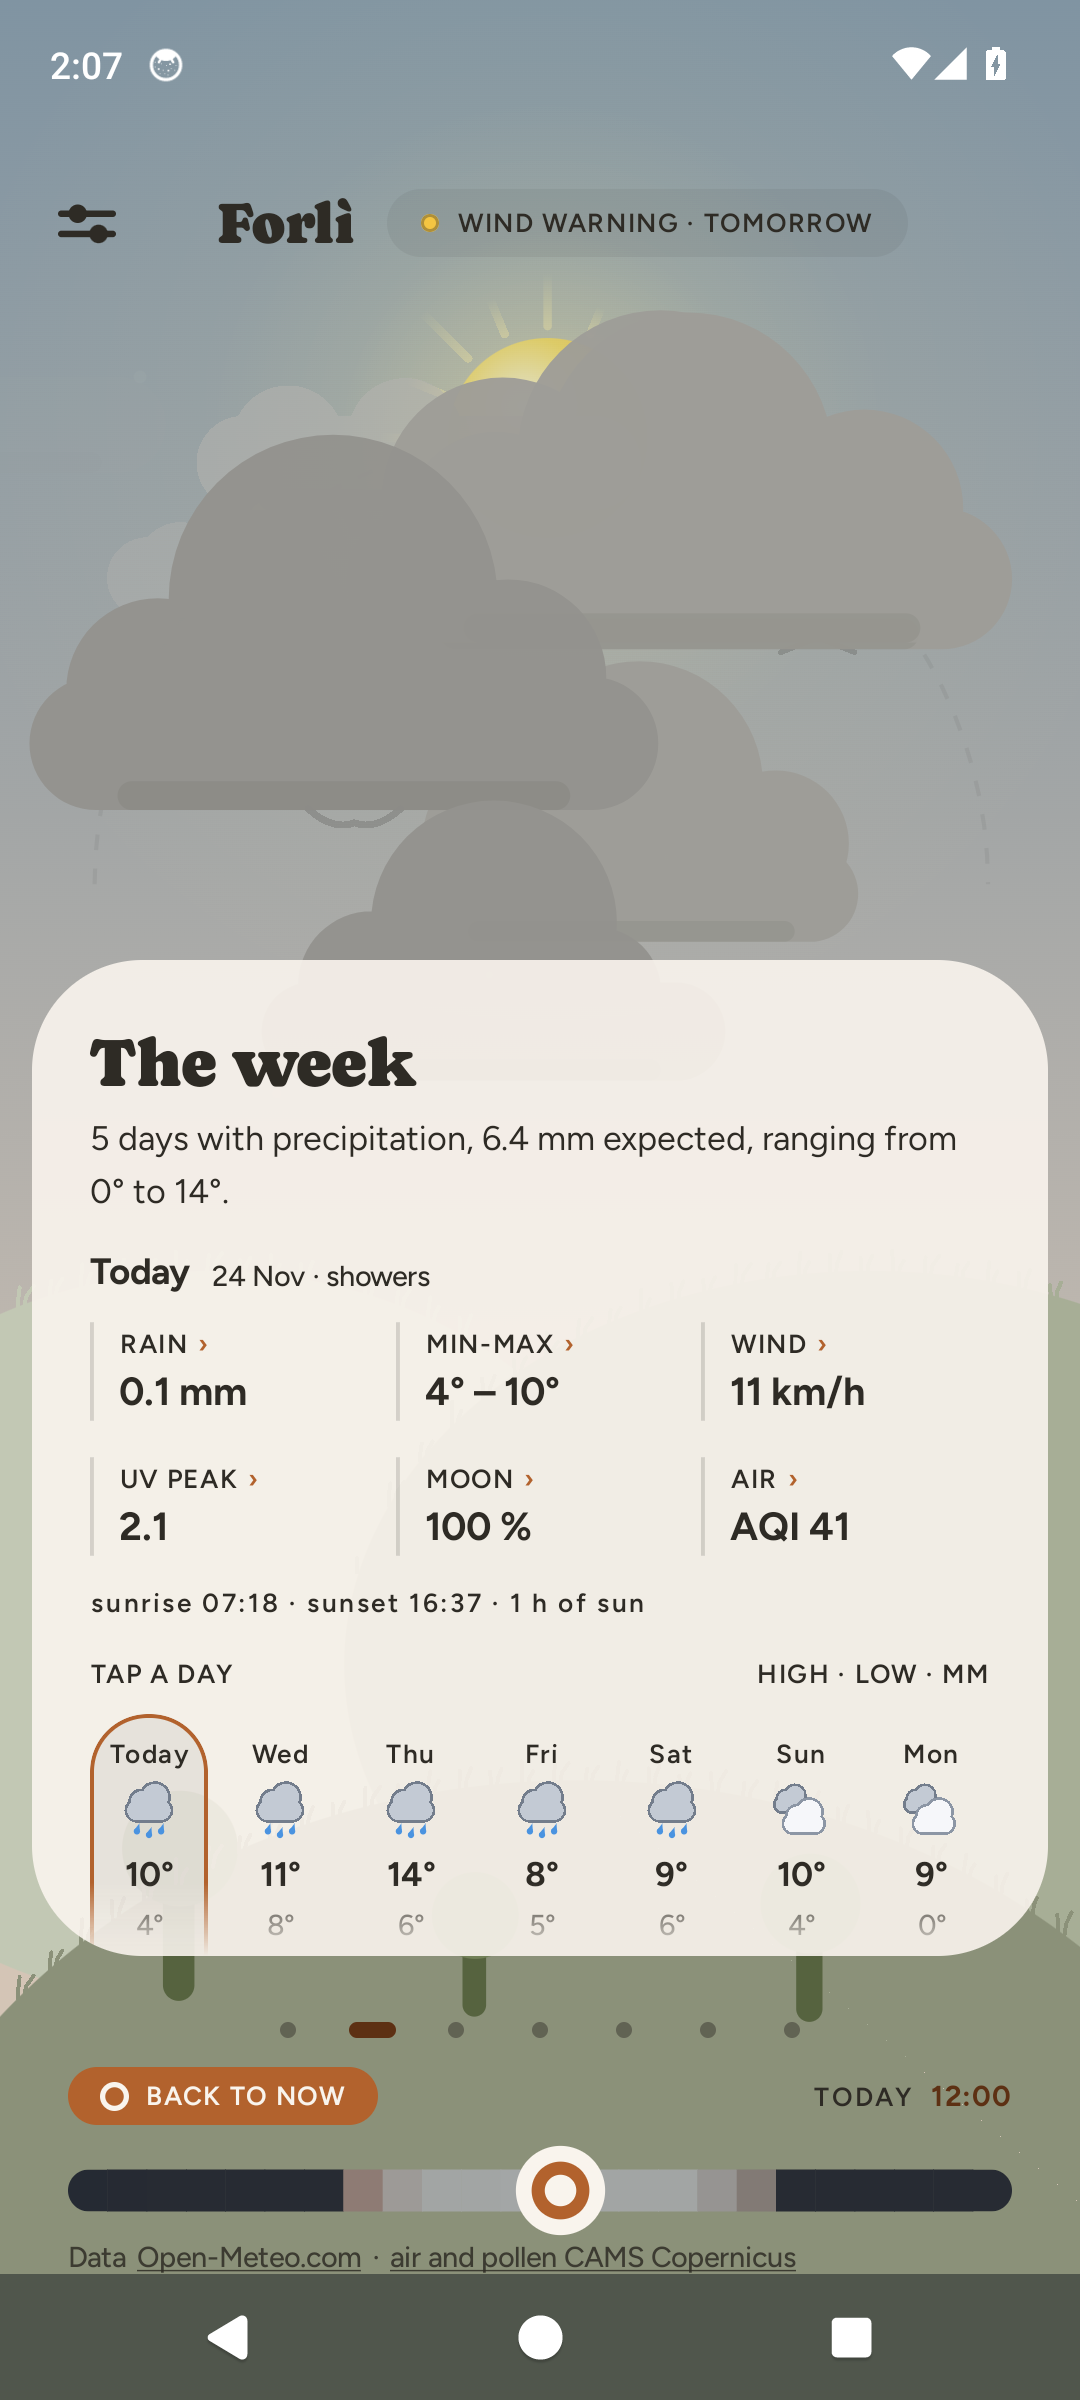 2:07
Forlì
WIND WARNING · TOMORROW
The week
5 days with precipitation, 6.4 mm expected, ranging from
0° to 14°.
Today 24 Nov · showers
RAIN › MIN-MAX › WIND ›
0.1 mm 4° – 10° 11 km/h
UV PEAK › MOON › AIR ›
2.1 100 % AQI 41
sunrise 07:18 · sunset 16:37 · 1 h of sun
TAP A DAY HIGH · LOW · MM
Today Wed Thu Fri Sat Sun Mon
10° 11° 14° 8° 9° 10° 9°
4° 8° 6° 5° 6° 4° 0°
BACK TO NOW TODAY 12:00
Data Open-Meteo.com · air and pollen CAMS Copernicus